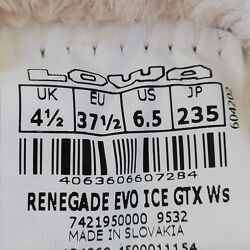 LOWA
UK EU US JP
4½ 37½ 6.5 235
604202
4063606607284
RENEGADE EVO ICE GTX Ws
7421950000 9532
MADE IN SLOVAKIA